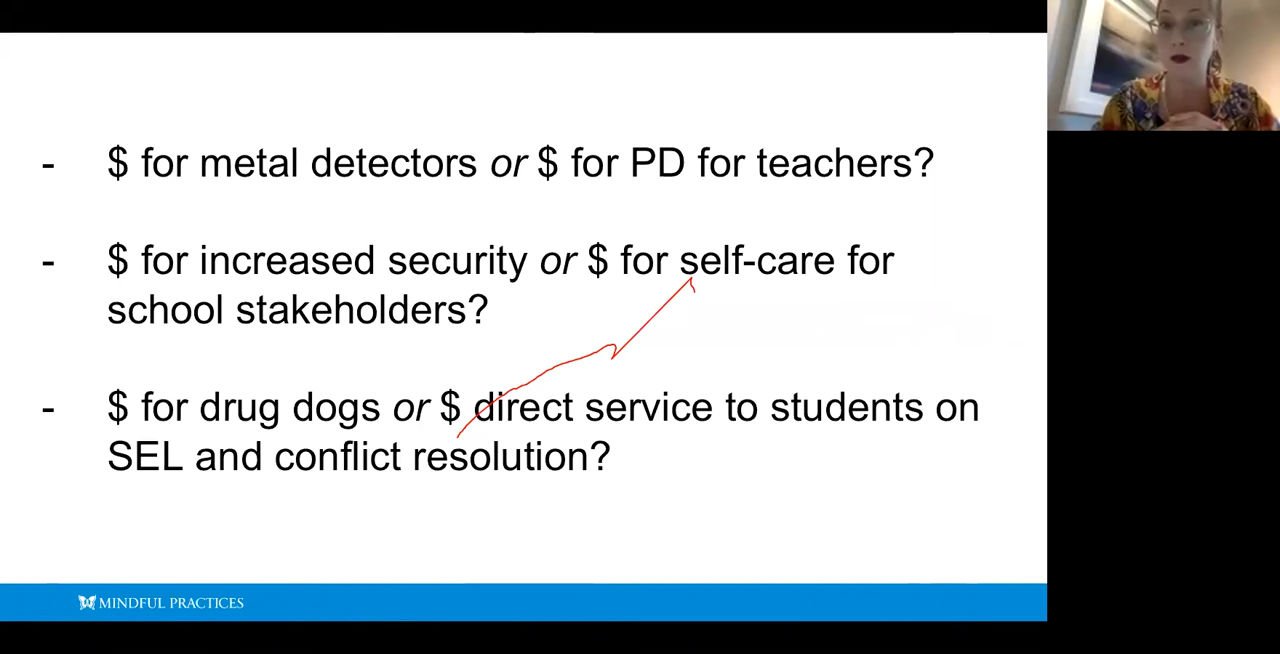 - $ for metal detectors or $ for PD for teachers?
- $ for increased security or $ for self-care for
school stakeholders?
- $ for drug dogs or $ direct service to students on
SEL and conflict resolution?
MINDFUL PRACTICES